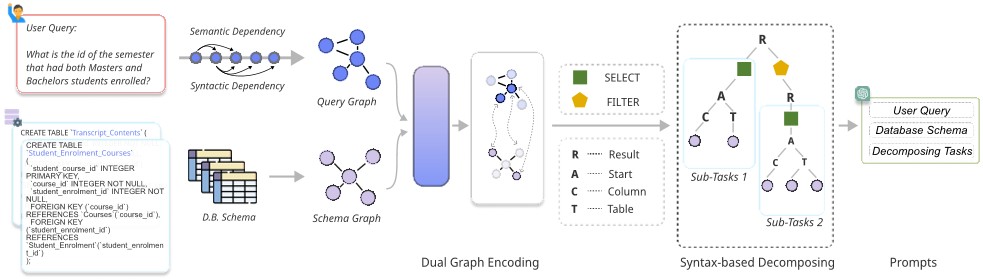 User Query:
What is the id of the semester
that had both Masters and
Bachelors students enrolled?
CREATE TABLE `Transcript_Contents` (
CREATE TABLE
`Student_Enrolment_Courses`
(
`student_course_id` INTEGER
PRIMARY KEY,
`course_id` INTEGER NOT NULL,
`student_enrolment_id` INTEGER NOT
NULL,
FOREIGN KEY (`course_id`)
REFERENCES `Courses`(`course_id`),
FOREIGN KEY
(`student_enrolment_id`)
REFERENCES
`Student_Enrolment`(`student_enrolmen
t_id`)
);
Semantic Dependency
Syntactic Dependency
D.B. Schema
Query Graph
Schema Graph
Dual Graph Encoding
SELECT
FILTER
R Result
A Start
C Column
T Table
R
A
C T
Sub-Tasks 1
R
A
C T
Sub-Tasks 2
Syntax-based Decomposing
User Query
Database Schema
Decomposing Tasks
Prompts